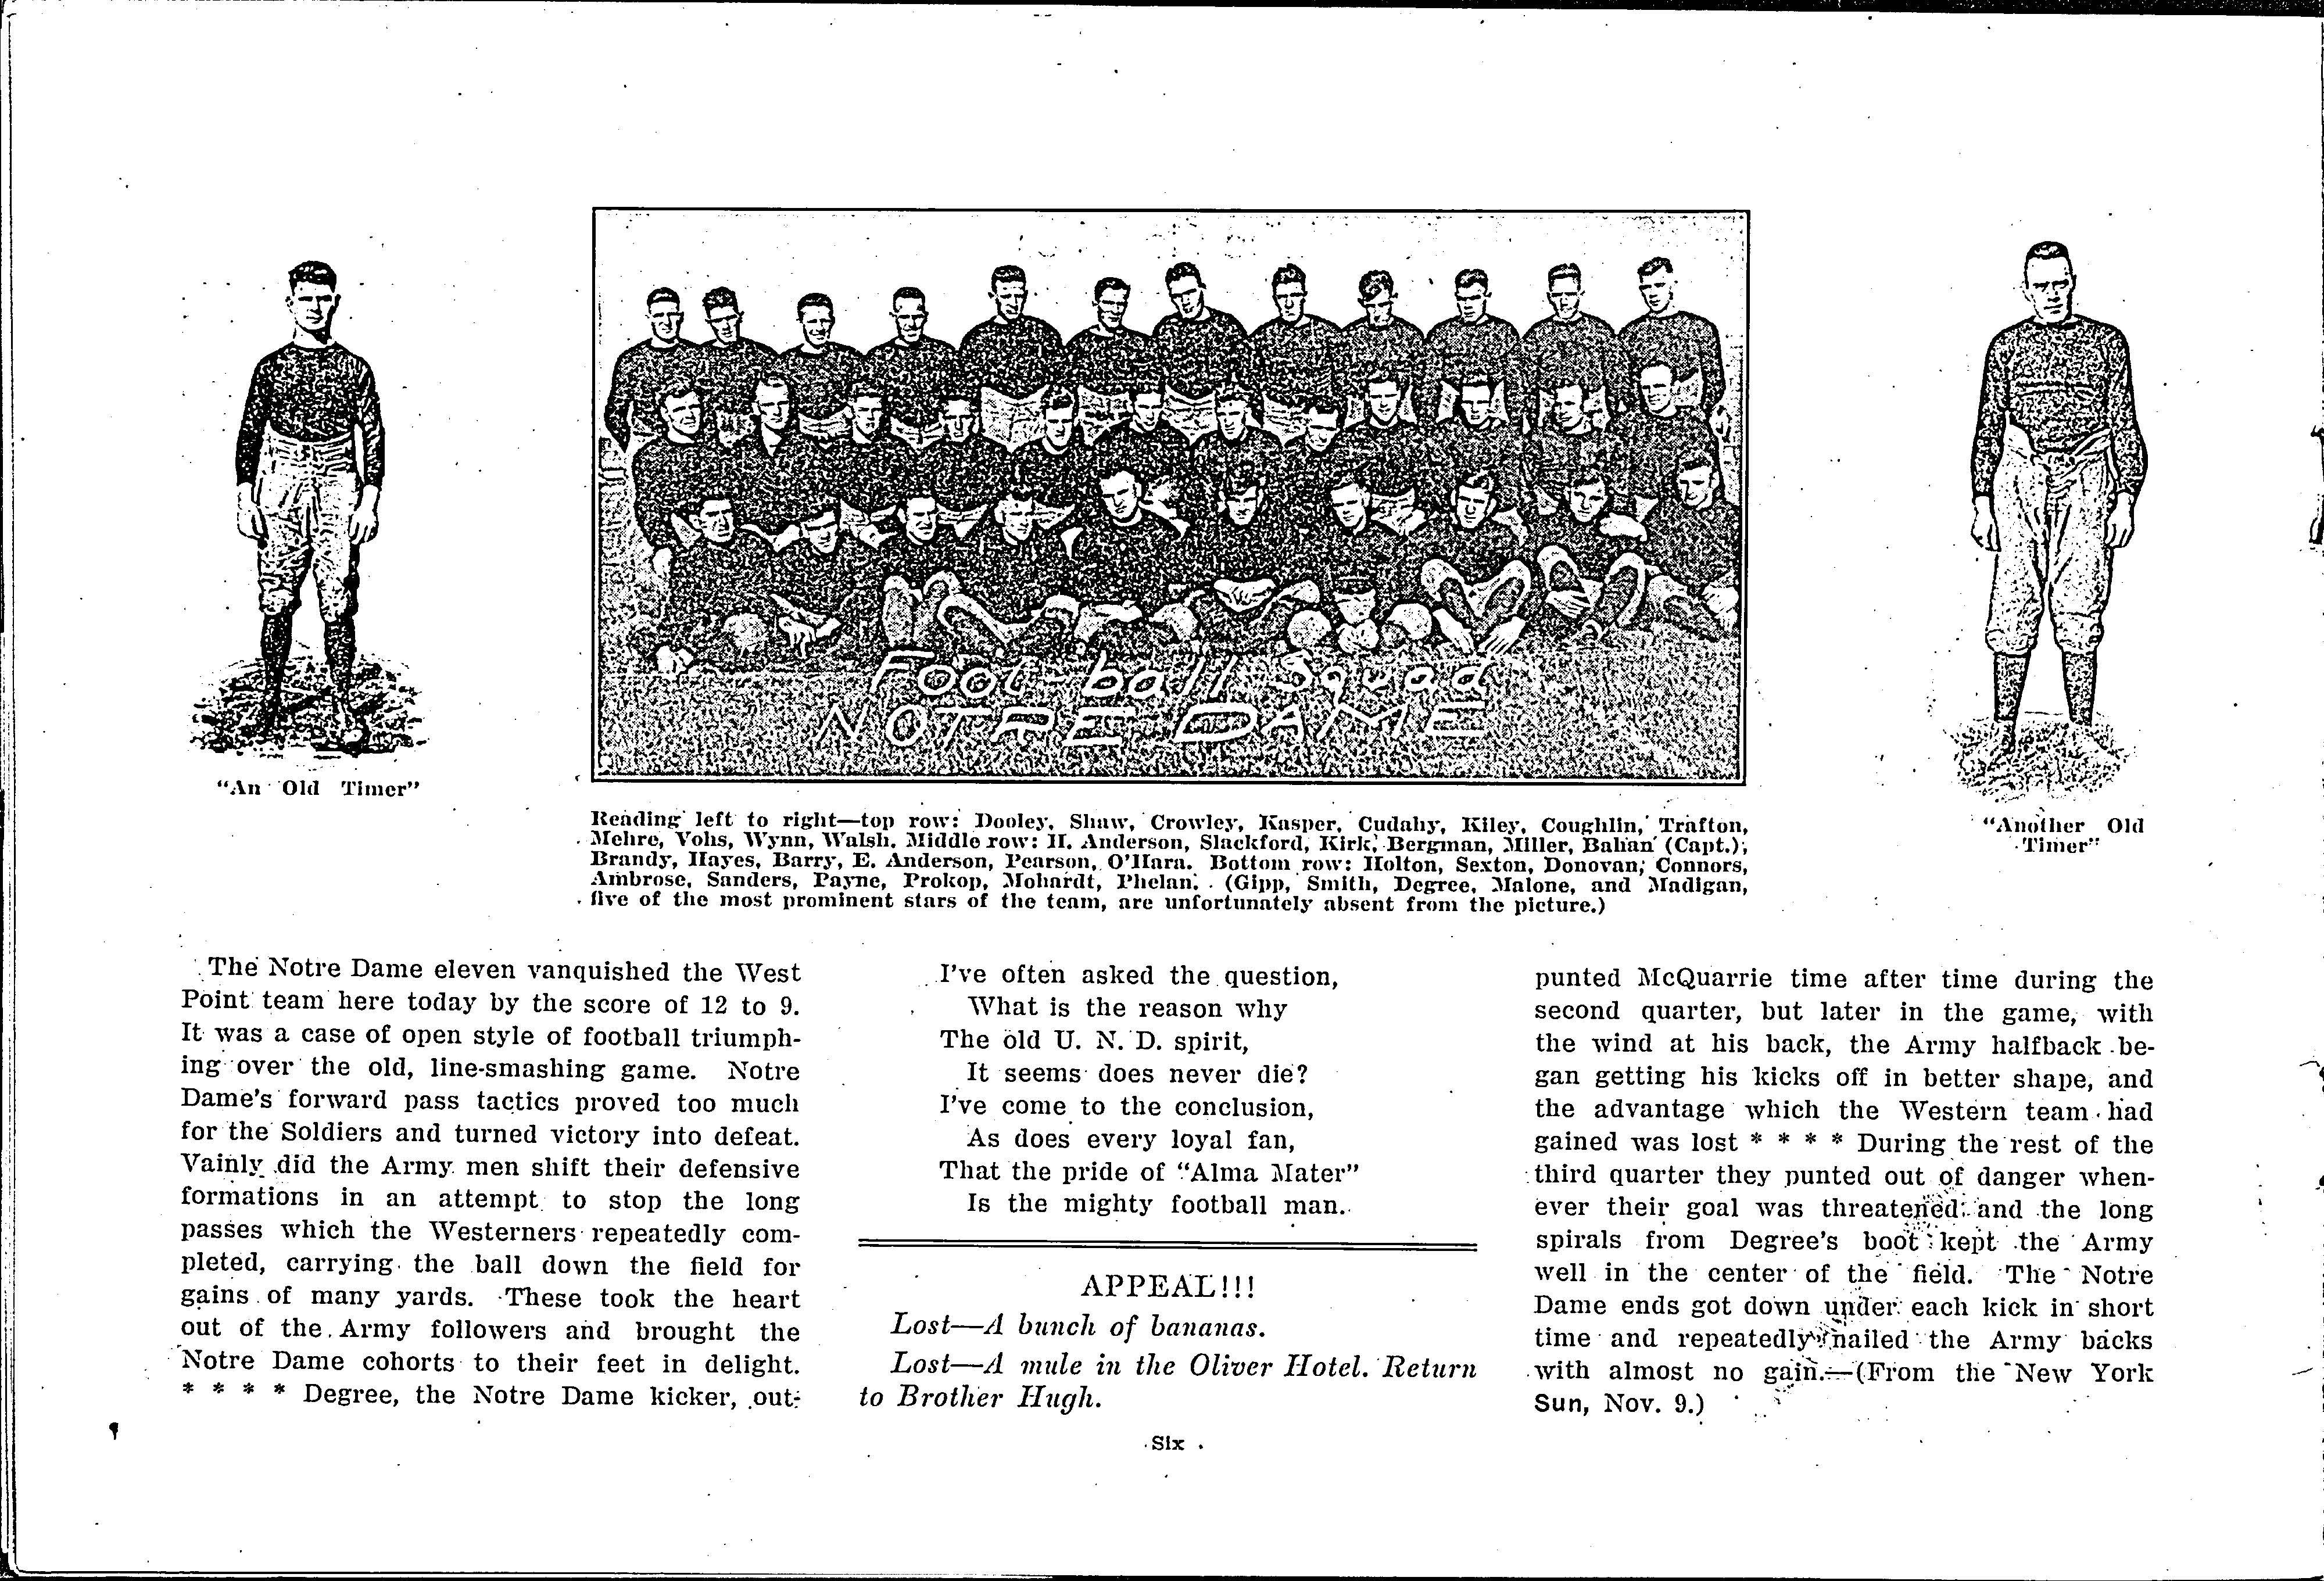 Foot-ball Squad
NOTRE DAME
"An Old Timer"
"Another Old
Timer"
Reading left to right—top row: Dooley, Shaw, Crowley, Kasper, Cudahy, Kiley, Coughlin, Trafton,
Mehre, Vohs, Wynn, Walsh. Middle row: H. Anderson, Slackford, Kirk, Bergman, Miller, Bahan (Capt.),
Brandy, Hayes, Barry, E. Anderson, Pearson, O'Hara. Bottom row: Holton, Sexton, Donovan, Connors,
Ambrose, Sanders, Payne, Prokop, Mohardt, Phelan. (Gipp, Smith, Degree, Malone, and Madigan,
five of the most prominent stars of the team, are unfortunately absent from the picture.)
The Notre Dame eleven vanquished the West
Point team here today by the score of 12 to 9.
It was a case of open style of football triumph-
ing over the old, line-smashing game. Notre
Dame's forward pass tactics proved too much
for the Soldiers and turned victory into defeat.
Vainly did the Army men shift their defensive
formations in an attempt to stop the long
passes which the Westerners repeatedly com-
pleted, carrying the ball down the field for
gains of many yards. These took the heart
out of the Army followers and brought the
Notre Dame cohorts to their feet in delight.
* * * * Degree, the Notre Dame kicker, out-
I've often asked the question,
What is the reason why
The old U. N. D. spirit,
It seems does never die?
I've come to the conclusion,
As does every loyal fan,
That the pride of "Alma Mater"
Is the mighty football man.
APPEAL!!!
Lost—A bunch of bananas.
Lost—A mule in the Oliver Hotel. Return
to Brother Hugh.
punted McQuarrie time after time during the
second quarter, but later in the game, with
the wind at his back, the Army halfback be-
gan getting his kicks off in better shape, and
the advantage which the Western team had
gained was lost * * * * During the rest of the
third quarter they punted out of danger when-
ever their goal was threatened and the long
spirals from Degree's boot kept the Army
well in the center of the field. The Notre
Dame ends got down under each kick in short
time and repeatedly nailed the Army backs
with almost no gain.—(From the New York
Sun, Nov. 9.)
Six